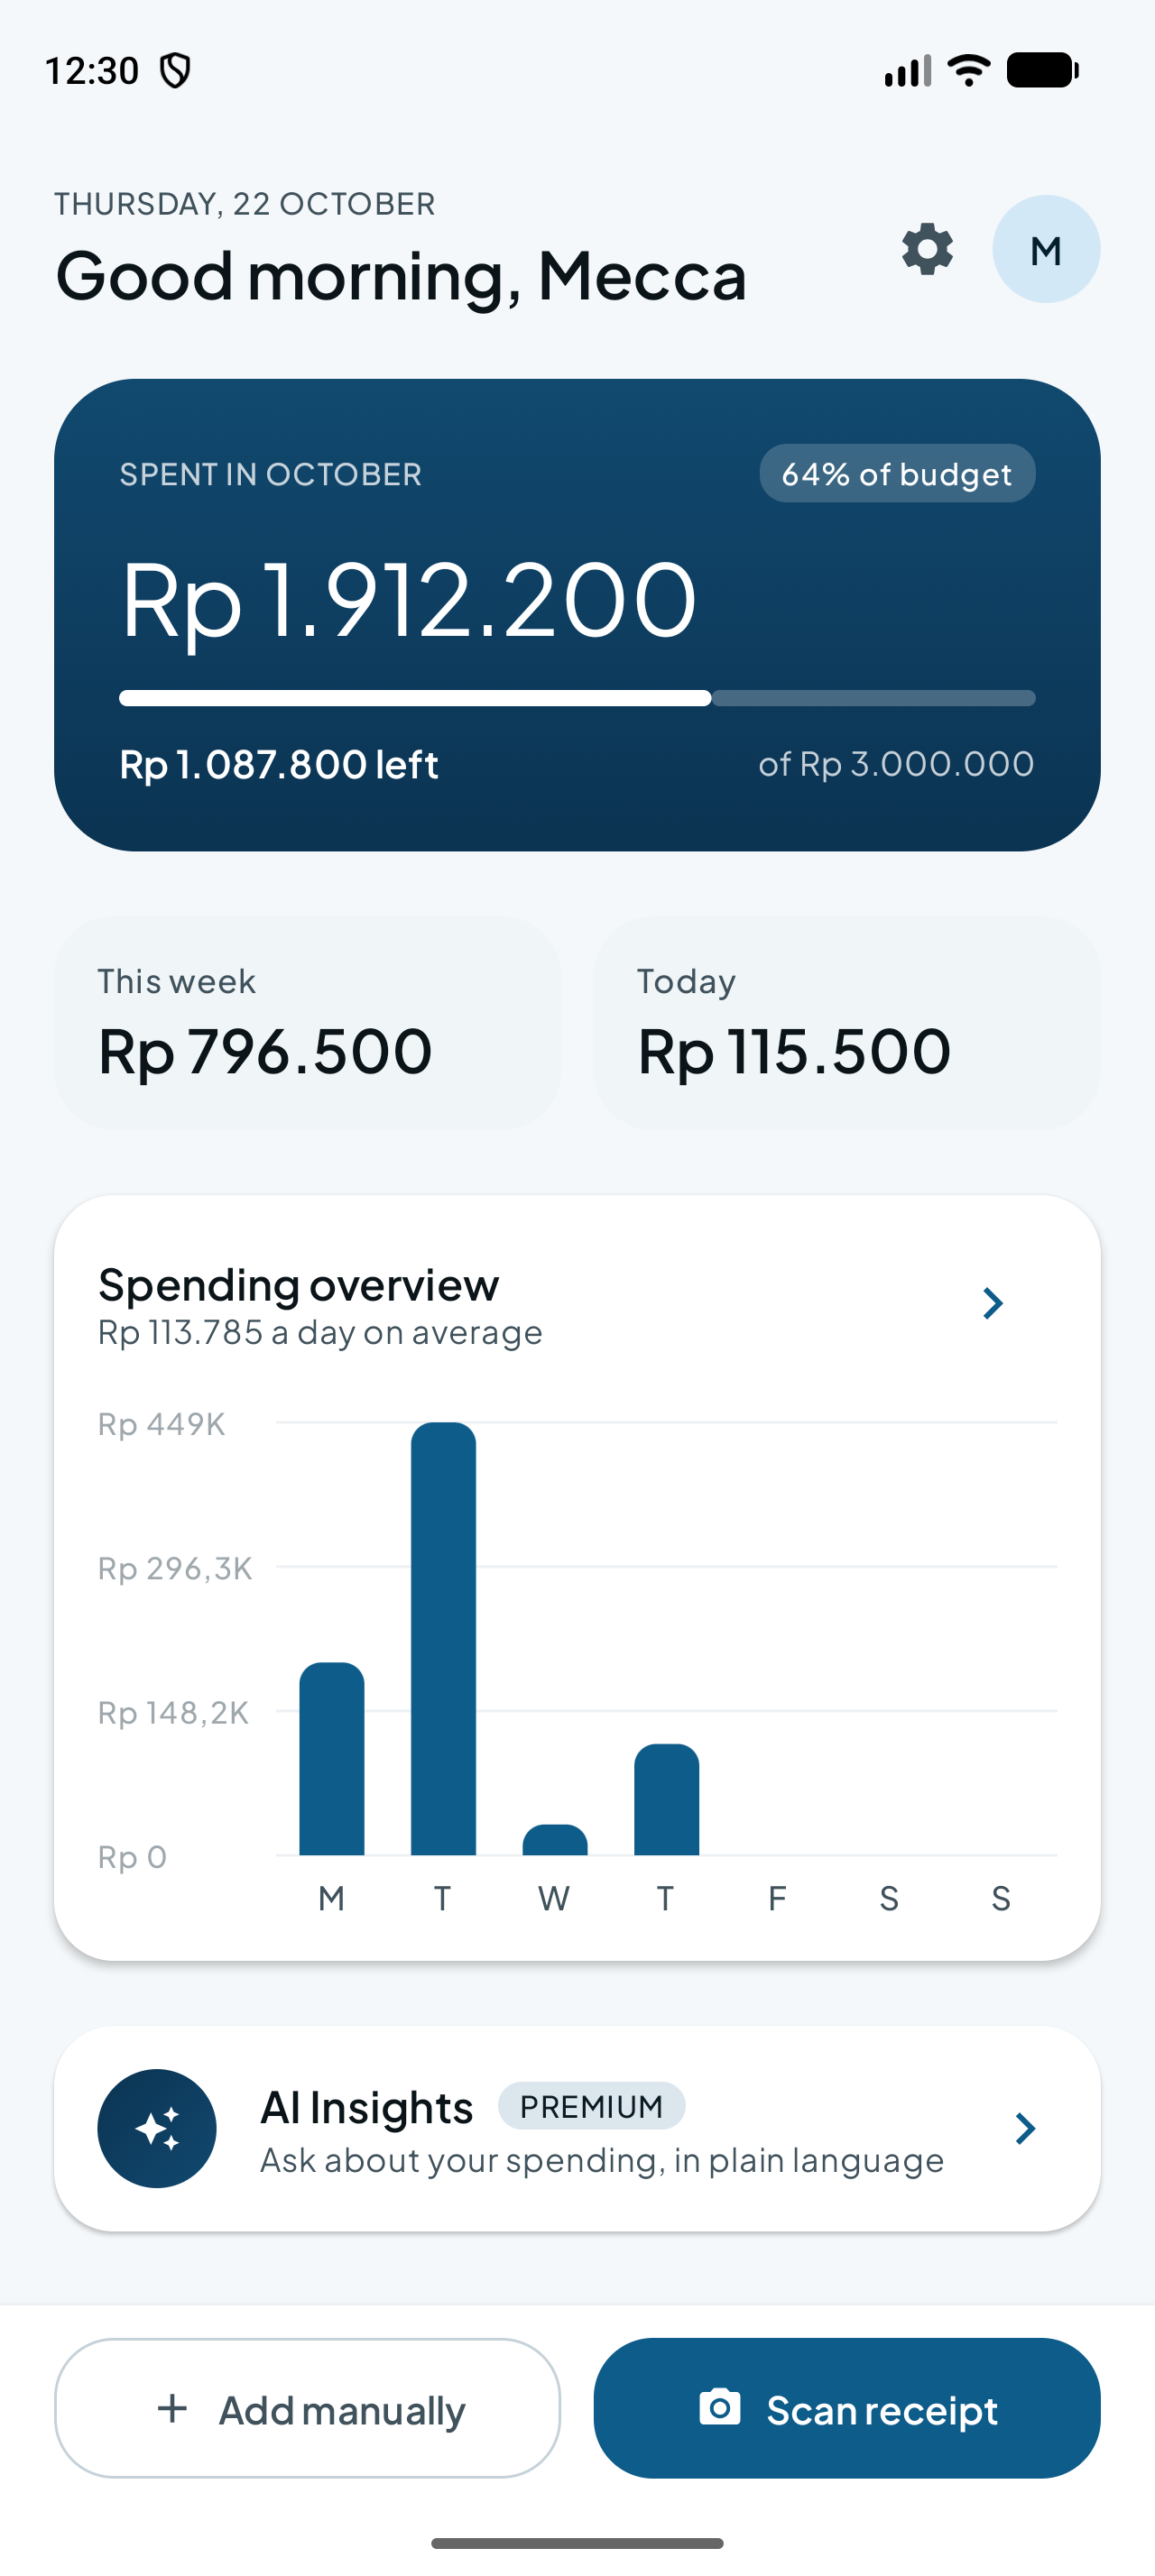 12:30
THURSDAY, 22 OCTOBER
Good morning, Mecca
M
SPENT IN OCTOBER
64% of budget
Rp 1.912.200
Rp 1.087.800 left
of Rp 3.000.000
This week
Rp 796.500
Today
Rp 115.500
Spending overview
Rp 113.785 a day on average
Rp 449K
Rp 296,3K
Rp 148,2K
Rp 0
M T W T F S S
AI Insights PREMIUM
Ask about your spending, in plain language
+ Add manually
Scan receipt